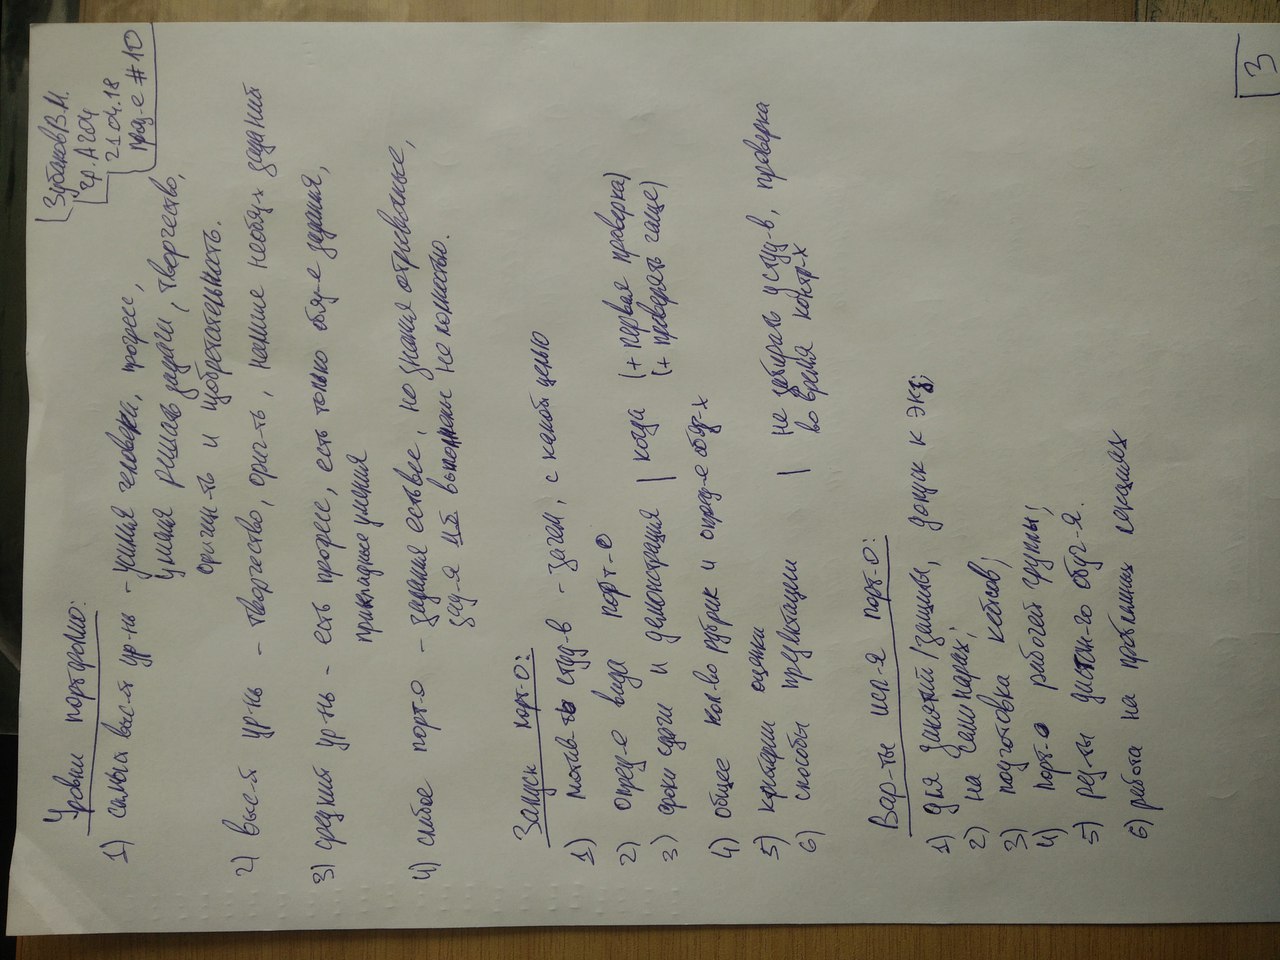 Зубаков В.М.
гр. А204
21.04.18
# 10
Уровни портфолио:
1) самый выс-й ур-нь - усилия человека, прогресс,
умения решать задачи, творчество,
ориген-ть и изобретательность.
2) выс-й ур-нь - творчество, ориг-ть, наличие необяз-х заданий
3) средний ур-нь - есть прогресс, есть только обяз-е задания,
прикладные умения
4) слабое порт-о - задания есть все, но знания отрывочные,
зад-я м.б. выполнены не полностью.
Запуск порт-о:
1) мотив-ть студ-в - зачем, с какой целью
2) опред-е вида порт-о
3) сроки сдачи и демонстрация | когда (+ первая проверка)
(+ проверять чаще)
4) общее кол-во рубрик и опред-е обяз-х
5) критерии оценки
6) способы презентации | не забирать у студ-в, проверка
во время контр-х
Вар-ты исп-я порт-о:
1) для занятий/защиты, допуск к экз;
2) на семинарах;
3) подготовка кейсов;
4) порт-о рабочей группы;
5) рез-ты дистан-го обуч-я.
6) работа на проблемных лекциях
3